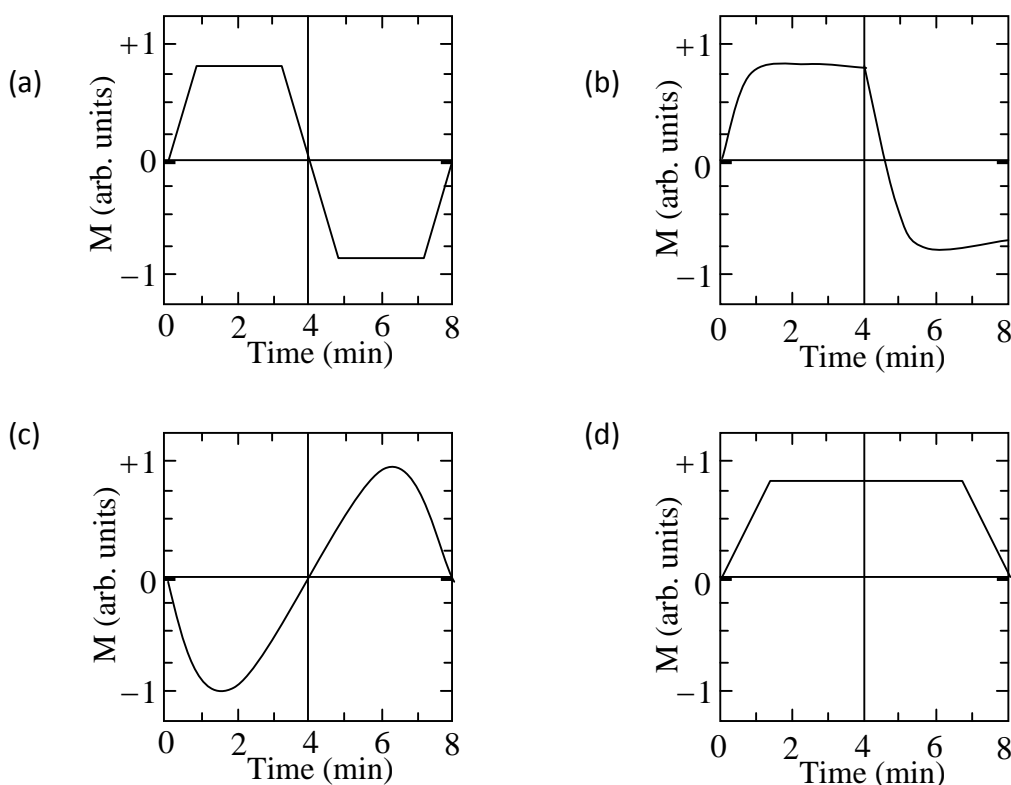 (a)
M (arb. units)
+1
0
−1
0 2 4 6 8
Time (min)
(b)
M (arb. units)
+1
0
−1
0 2 4 6 8
Time (min)
(c)
M (arb. units)
+1
0
−1
0 2 4 6 8
Time (min)
(d)
M (arb. units)
+1
0
−1
0 2 4 6 8
Time (min)